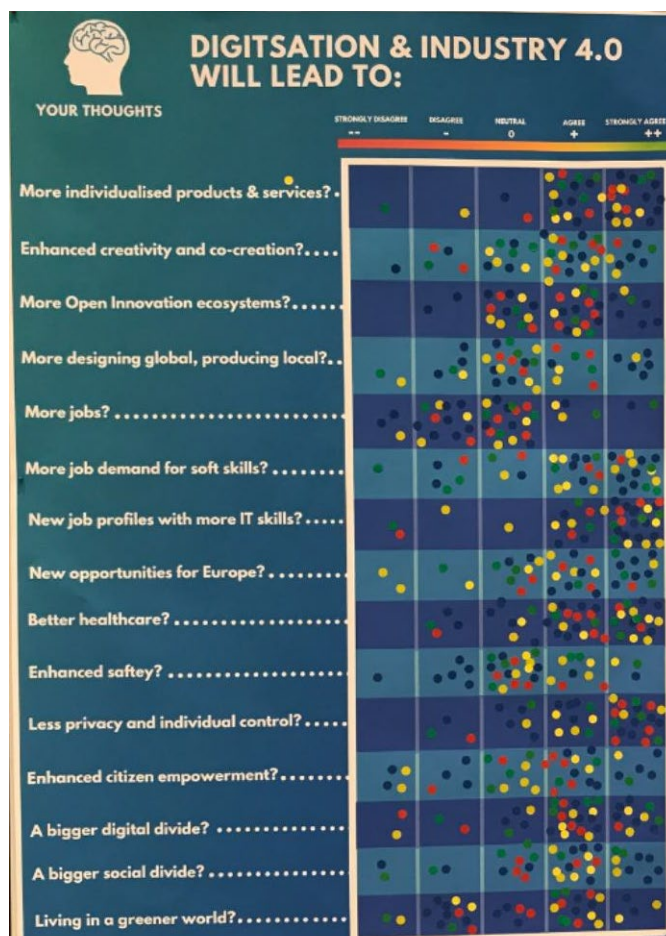 DIGITSATION & INDUSTRY 4.0
WILL LEAD TO:
YOUR THOUGHTS
STRONGLY DISAGREE DISAGREE NEUTRAL AGREE STRONGLY AGREE
-- - 0 + ++
More individualised products & services?.
Enhanced creativity and co-creation?....
More Open Innovation ecosystems?......
More designing global, producing local?..
More jobs? .........................
More job demand for soft skills? ........
New job profiles with more IT skills?.....
New opportunities for Europe? .........
Better healthcare? ...................
Enhanced saftey? ...................
Less privacy and individual control? .....
Enhanced citizen empowerment?.......
A bigger digital divide? ..............
A bigger social divide? ...............
Living in a greener world?............